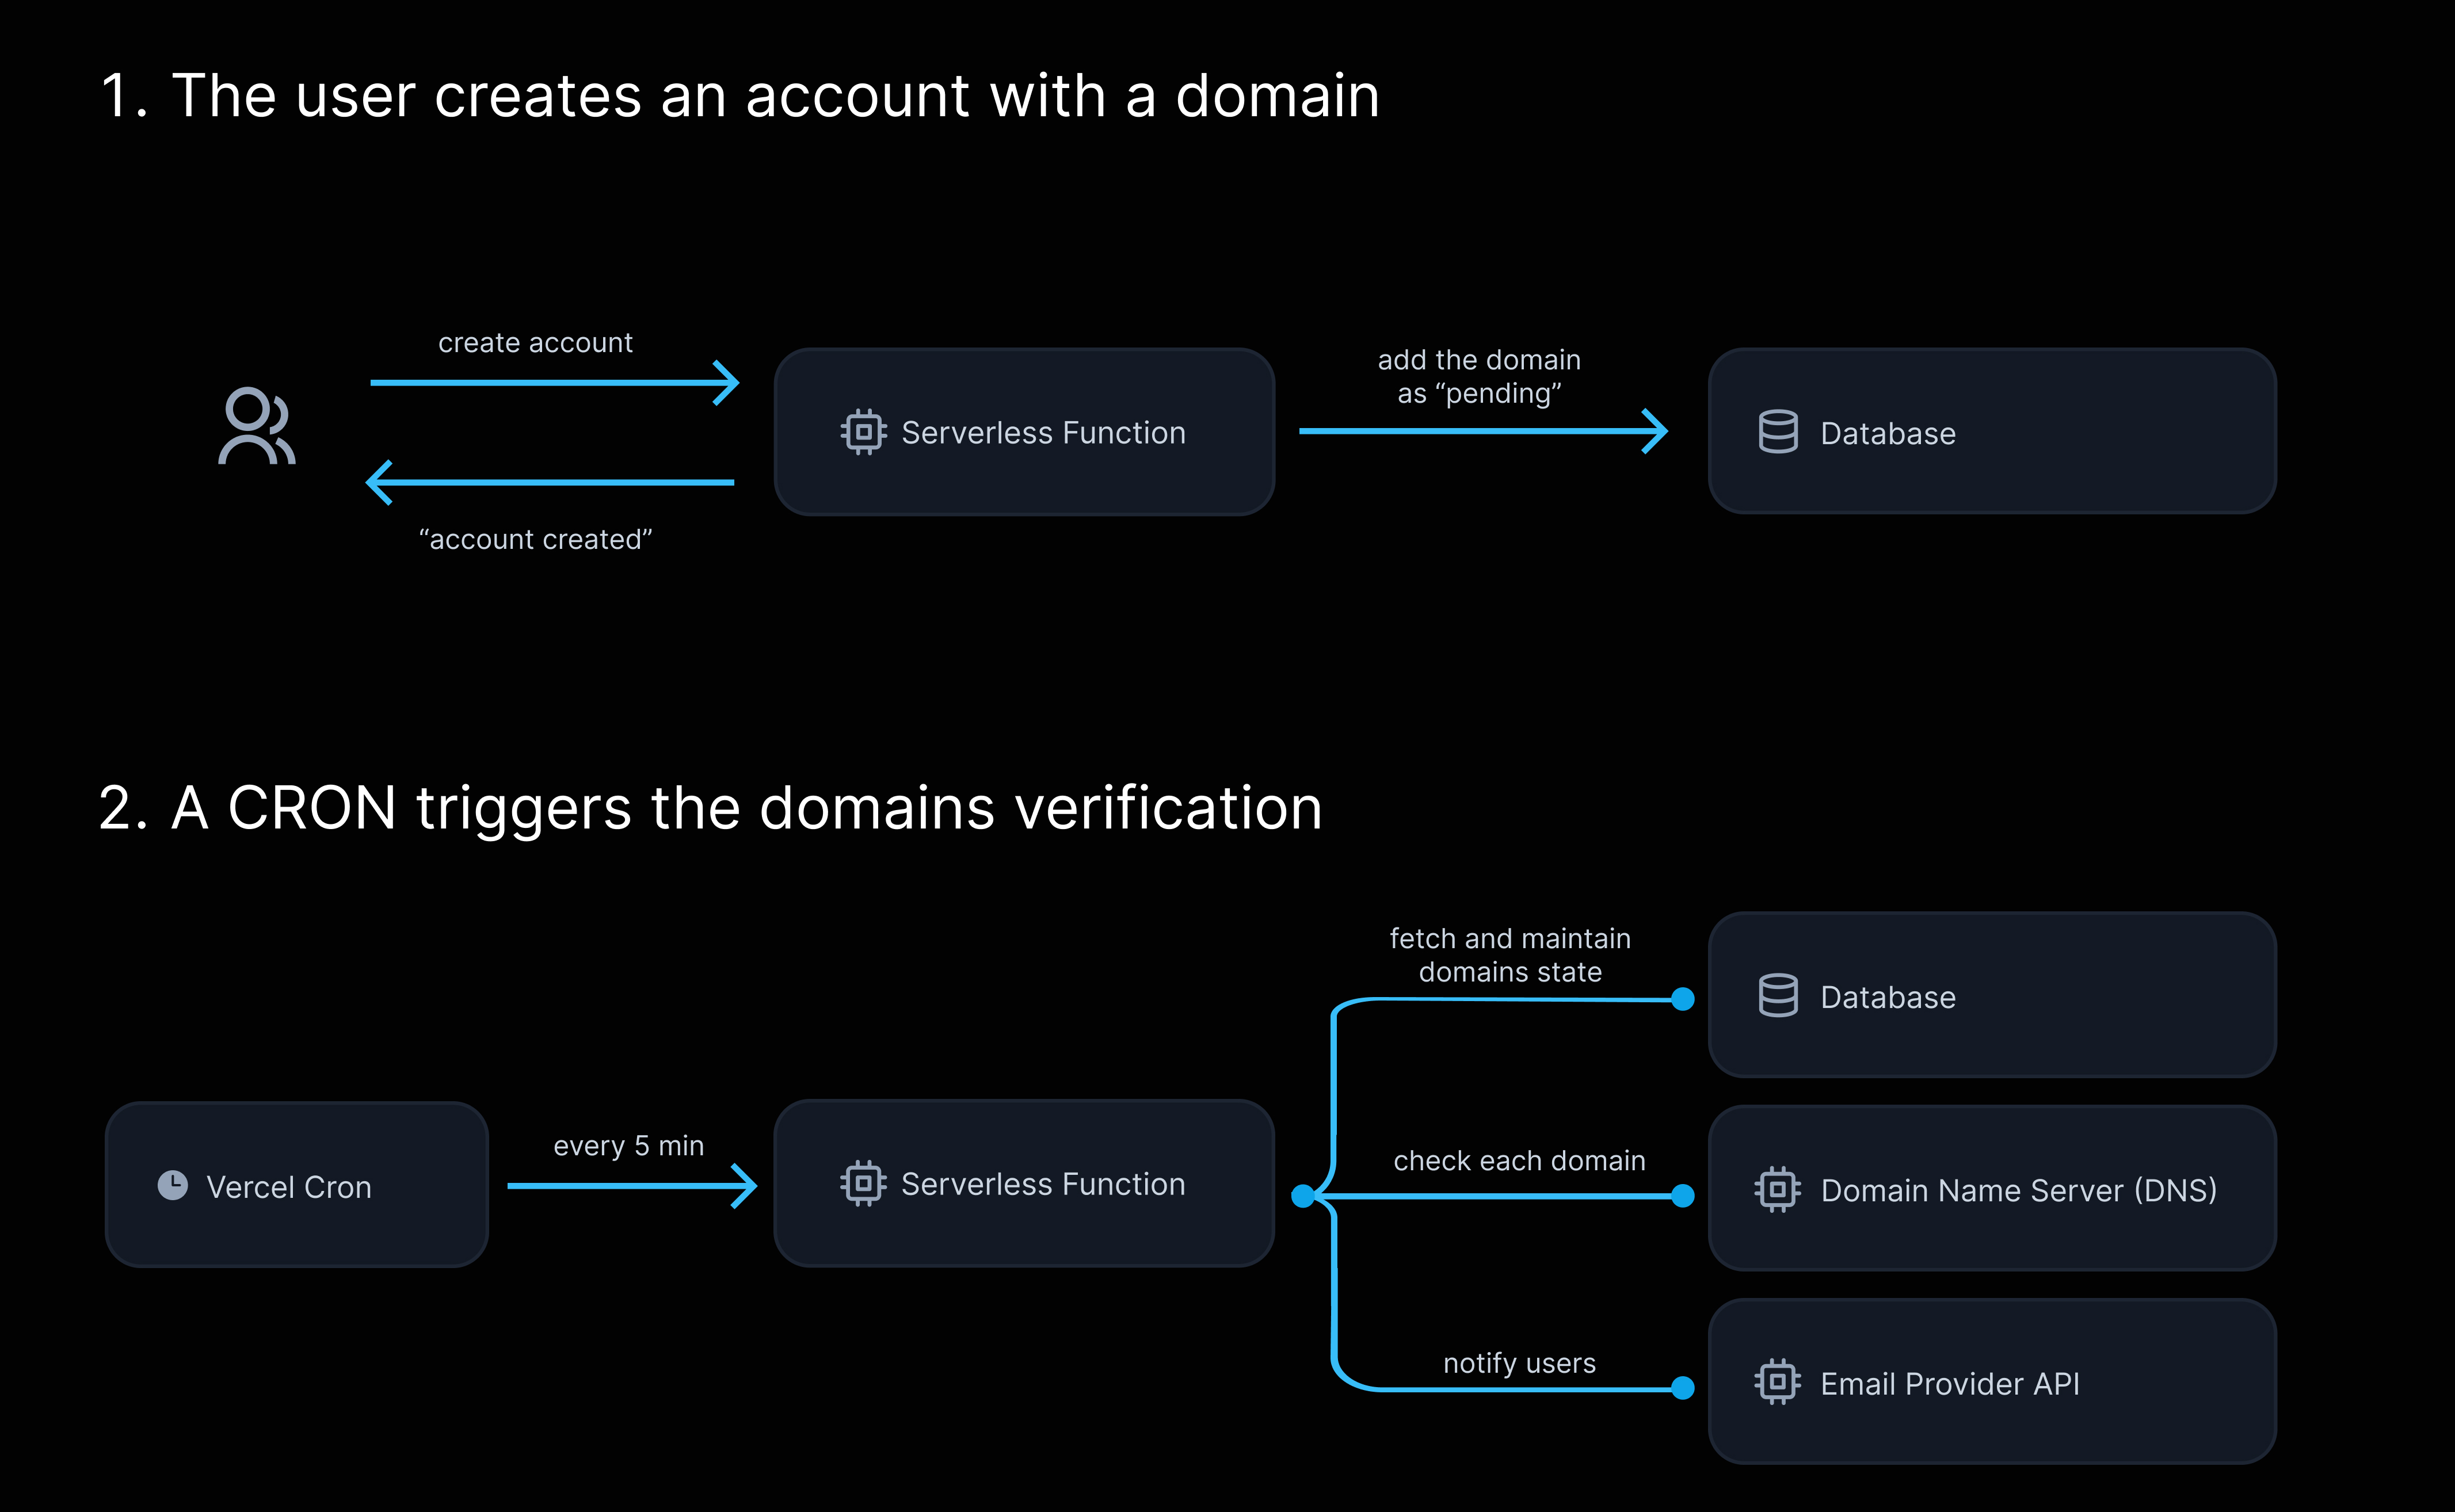 1. The user creates an account with a domain
create account
add the domain
as “pending”
Serverless Function
Database
“account created”
2. A CRON triggers the domains verification
fetch and maintain
domains state
Database
every 5 min
check each domain
Vercel Cron
Serverless Function
Domain Name Server (DNS)
notify users
Email Provider API